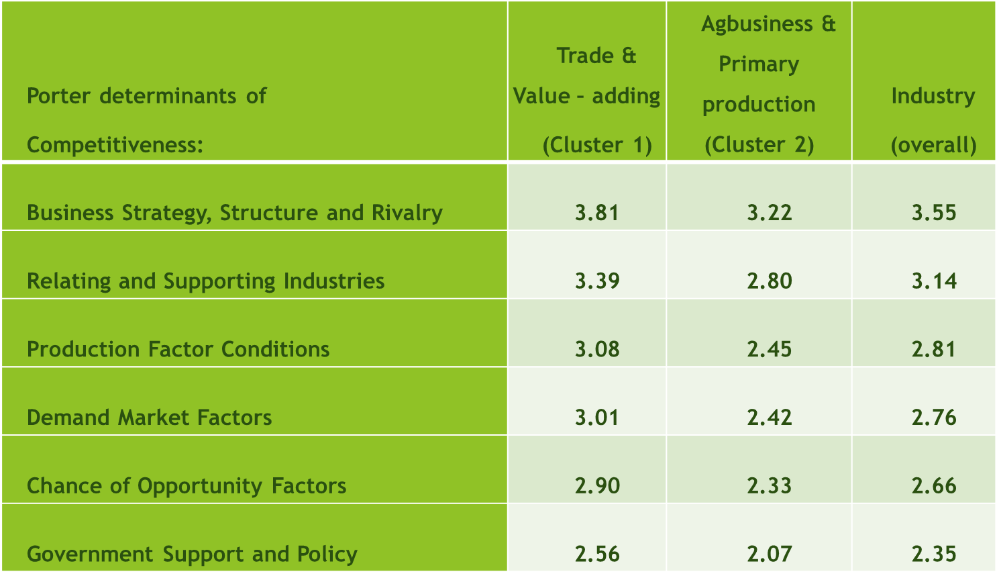 Porter determinants of
Competitiveness:
Trade &
Value – adding
(Cluster 1)
Agbusiness &
Primary
production
(Cluster 2)
Industry
(overall)
Business Strategy, Structure and Rivalry 3.81 3.22 3.55
Relating and Supporting Industries 3.39 2.80 3.14
Production Factor Conditions 3.08 2.45 2.81
Demand Market Factors 3.01 2.42 2.76
Chance of Opportunity Factors 2.90 2.33 2.66
Government Support and Policy 2.56 2.07 2.35